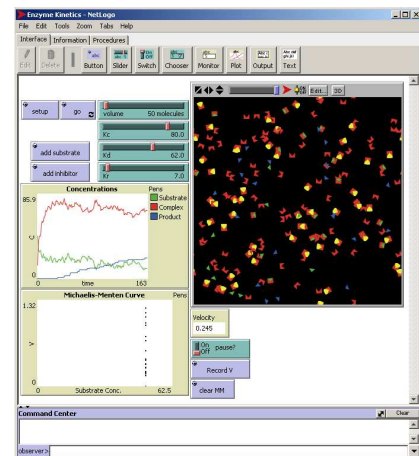 Enzyme Kinetics - NetLogo
File Edit Tools Zoom Tabs Help
Interface Information Procedures
Edit Delete Button Slider Switch Chooser Monitor Plot Output Text
Edit... 3D
setup go volume 50 molecules
Kc 80.0
add substrate Kd 62.0
add inhibitor Kr 7.0
Concentrations Pens
85.9
Substrate
Complex
Product
C
0
0 time 163
Michaelis-Menten Curve Pens
1.32
V
0
0 Substrate Conc. 62.5
Velocity
0.245
On
Off pause?
Record V
clear MM
Command Center Clear
observer>